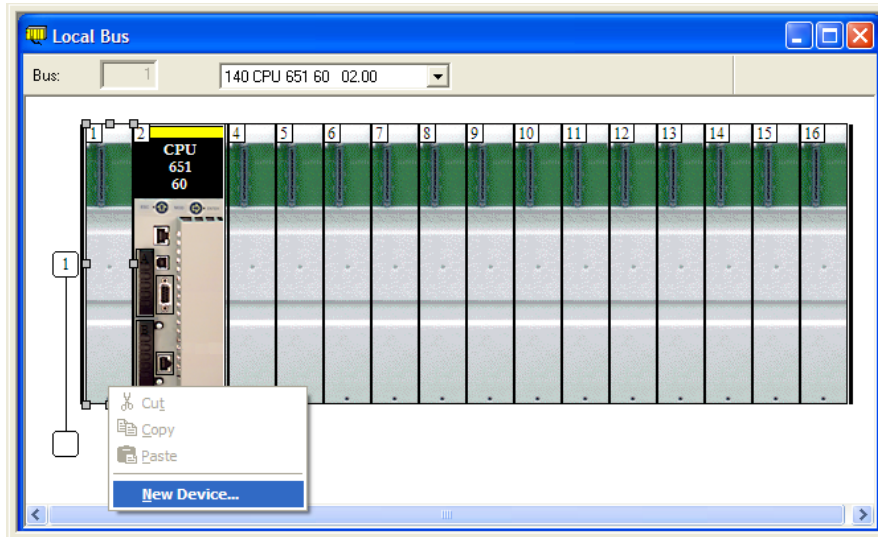 Local Bus
Bus: 1 140 CPU 651 60 02.00
1 2 4 5 6 7 8 9 10 11 12 13 14 15 16
CPU
651
60
1
Cut
Copy
Paste
New Device...